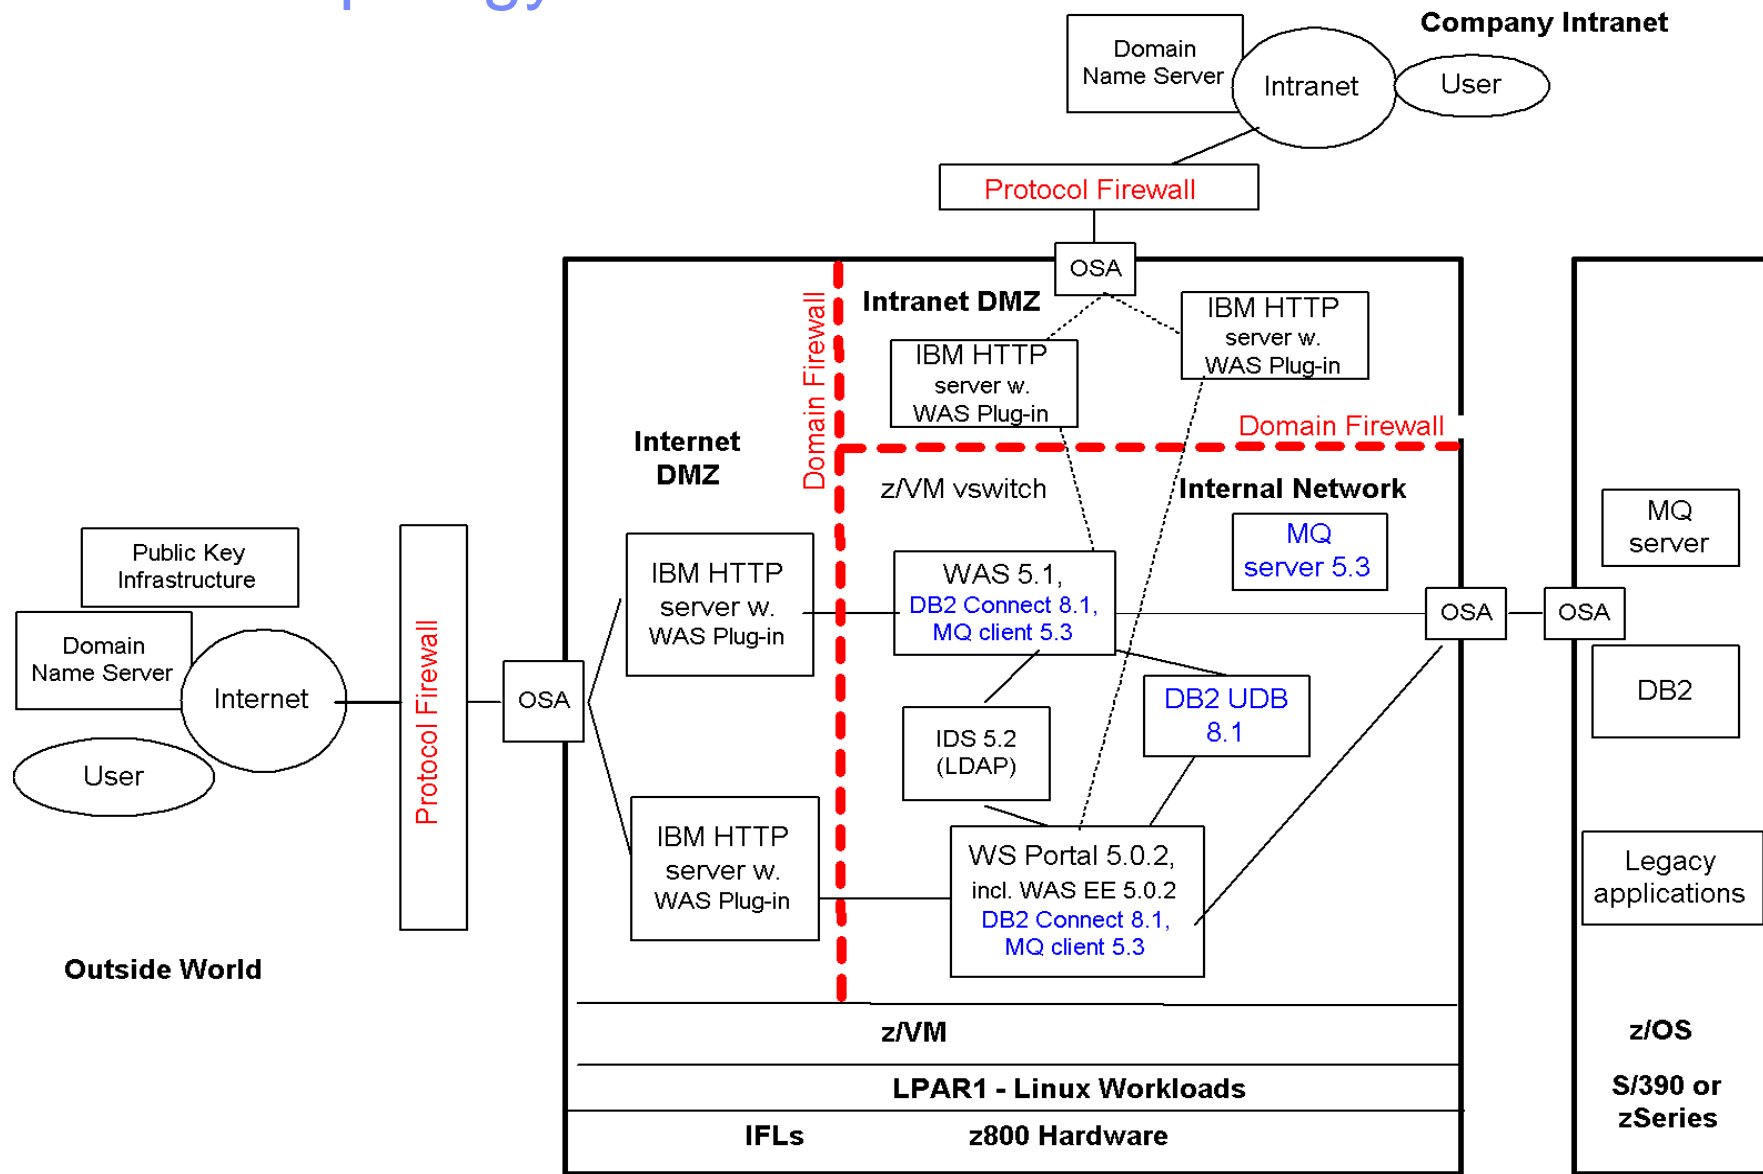 Company Intranet
Domain
Name Server
Intranet
User
Protocol Firewall
OSA
Intranet DMZ
IBM HTTP
server w.
WAS Plug-in
IBM HTTP
server w.
WAS Plug-in
Domain Firewall
Domain Firewall
Internet
DMZ
z/VM vswitch
Internal Network
MQ
server 5.3
MQ
server
Public Key
Infrastructure
Domain
Name Server
Internet
User
Protocol Firewall
OSA
IBM HTTP
server w.
WAS Plug-in
WAS 5.1,
DB2 Connect 8.1,
MQ client 5.3
OSA
OSA
IDS 5.2
(LDAP)
DB2 UDB
8.1
DB2
IBM HTTP
server w.
WAS Plug-in
WS Portal 5.0.2,
incl. WAS EE 5.0.2
DB2 Connect 8.1,
MQ client 5.3
Legacy
applications
Outside World
z/VM
LPAR1 - Linux Workloads
IFLs
z800 Hardware
z/OS
S/390 or
zSeries